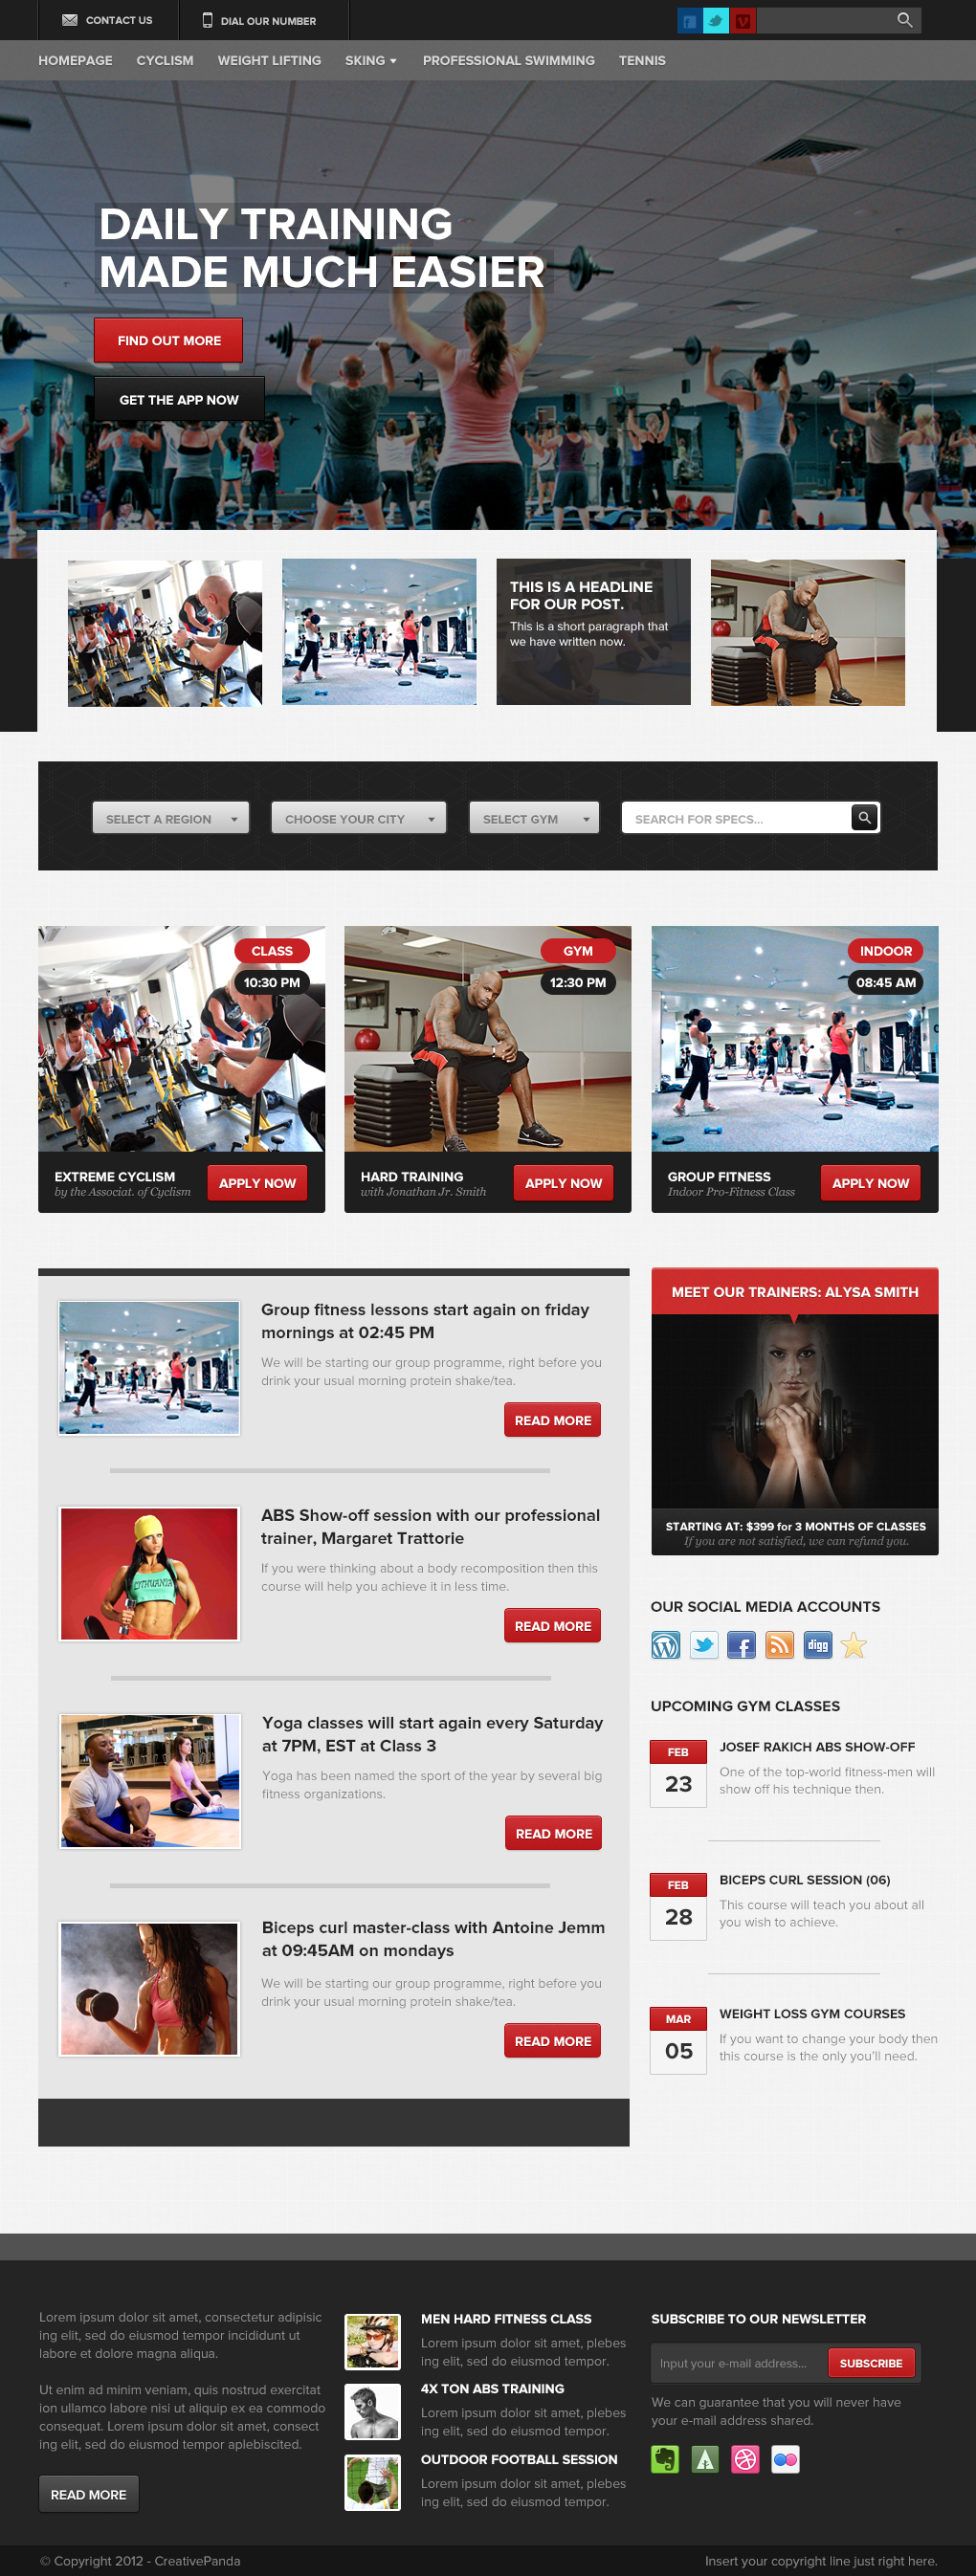 CONTACT US
DIAL OUR NUMBER
HOMEPAGE CYCLISM WEIGHT LIFTING SKING PROFESSIONAL SWIMMING TENNIS
DAILY TRAINING
MADE MUCH EASIER
FIND OUT MORE
GET THE APP NOW
THIS IS A HEADLINE
FOR OUR POST.
This is a short paragraph that
we have written now.
SELECT A REGION
CHOOSE YOUR CITY
SELECT GYM
SEARCH FOR SPECS...
CLASS
10:30 PM
EXTREME CYCLISM
by the Associat. of Cyclism
APPLY NOW
GYM
12:30 PM
HARD TRAINING
with Jonathan Jr. Smith
APPLY NOW
INDOOR
08:45 AM
GROUP FITNESS
Indoor Pro-Fitness Class
APPLY NOW
Group fitness lessons start again on friday
mornings at 02:45 PM
We will be starting our group programme, right before you
drink your usual morning protein shake/tea.
READ MORE
LITHUANIA
ABS Show-off session with our professional
trainer, Margaret Trattorie
If you were thinking about a body recomposition then this
course will help you achieve it in less time.
READ MORE
Yoga classes will start again every Saturday
at 7PM, EST at Class 3
Yoga has been named the sport of the year by several big
fitness organizations.
READ MORE
Biceps curl master-class with Antoine Jemm
at 09:45AM on mondays
We will be starting our group programme, right before you
drink your usual morning protein shake/tea.
READ MORE
MEET OUR TRAINERS: ALYSA SMITH
STARTING AT: $399 for 3 MONTHS OF CLASSES
If you are not satisfied, we can refund you.
OUR SOCIAL MEDIA ACCOUNTS
digg
UPCOMING GYM CLASSES
FEB
23
JOSEF RAKICH ABS SHOW-OFF
One of the top-world fitness-men will
show off his technique then.
FEB
28
BICEPS CURL SESSION (06)
This course will teach you about all
you wish to achieve.
MAR
05
WEIGHT LOSS GYM COURSES
If you want to change your body then
this course is the only you'll need.
Lorem ipsum dolor sit amet, consectetur adipisic
ing elit, sed do eiusmod tempor incididunt ut
labore et dolore magna aliqua.
Ut enim ad minim veniam, quis nostrud exercitat
ion ullamco labore nisi ut aliquip ex ea commodo
consequat. Lorem ipsum dolor sit amet, consect
ing elit, sed do eiusmod tempor aplebiscited.
READ MORE
MEN HARD FITNESS CLASS
Lorem ipsum dolor sit amet, plebes
ing elit, sed do eiusmod tempor.
4X TON ABS TRAINING
Lorem ipsum dolor sit amet, plebes
ing elit, sed do eiusmod tempor.
OUTDOOR FOOTBALL SESSION
Lorem ipsum dolor sit amet, plebes
ing elit, sed do eiusmod tempor.
SUBSCRIBE TO OUR NEWSLETTER
Input your e-mail address...
SUBSCRIBE
We can guarantee that you will never have
your e-mail address shared.
© Copyright 2012 - CreativePanda
Insert your copyright line just right here.